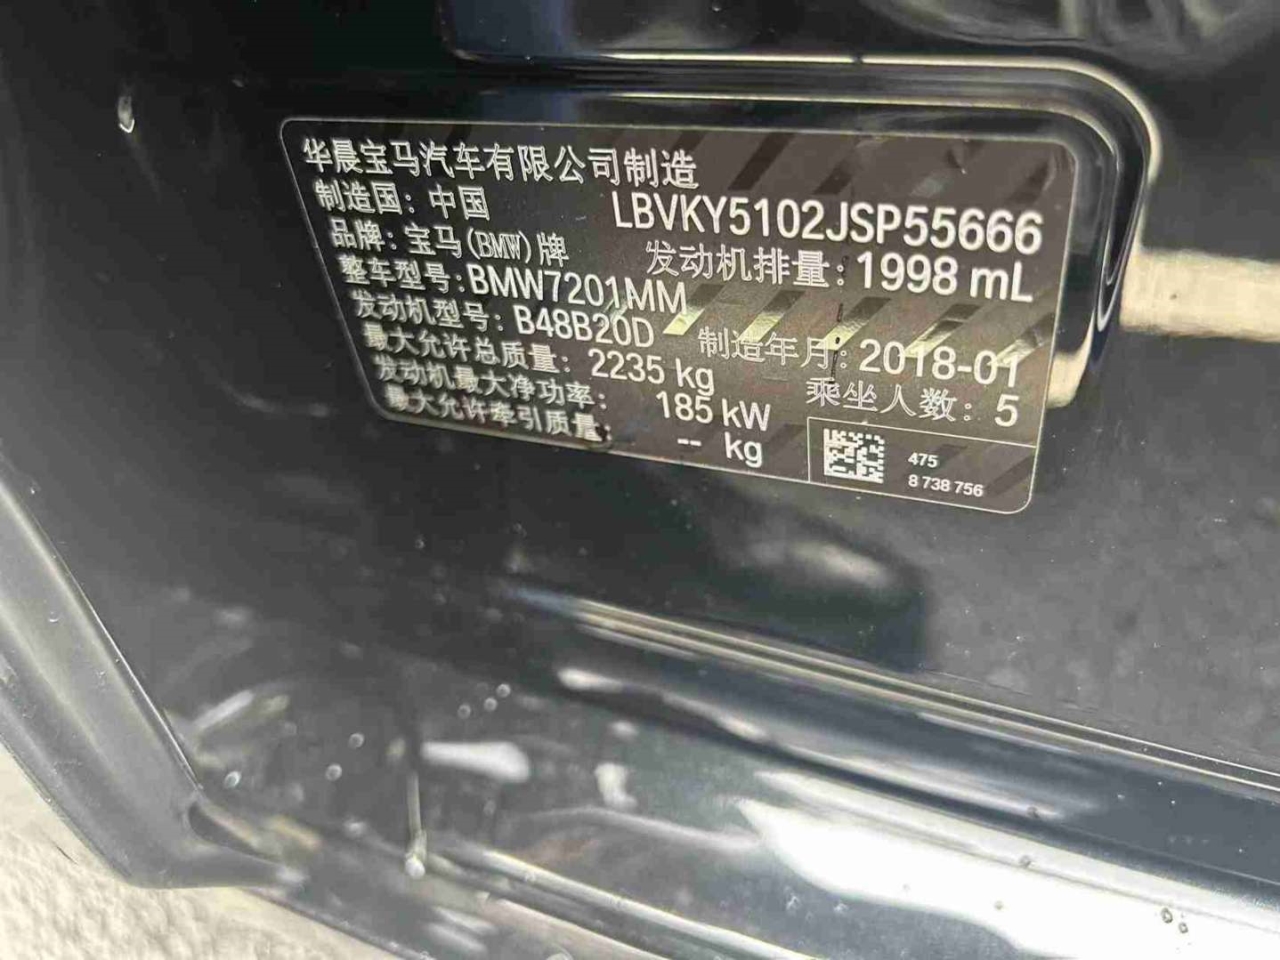 华晨宝马汽车有限公司制造
制造国: 中国
LBVKY5102JSP55666
品牌: 宝马(BMW)牌
发动机排量: 1998 mL
整车型号: BMW7201MM
发动机型号: B48B20D
制造年月: 2018-01
最大允许总质量: 2235 kg
乘坐人数: 5
发动机最大净功率: 185 kW
最大允许牵引质量: -- kg
475
8 738 756